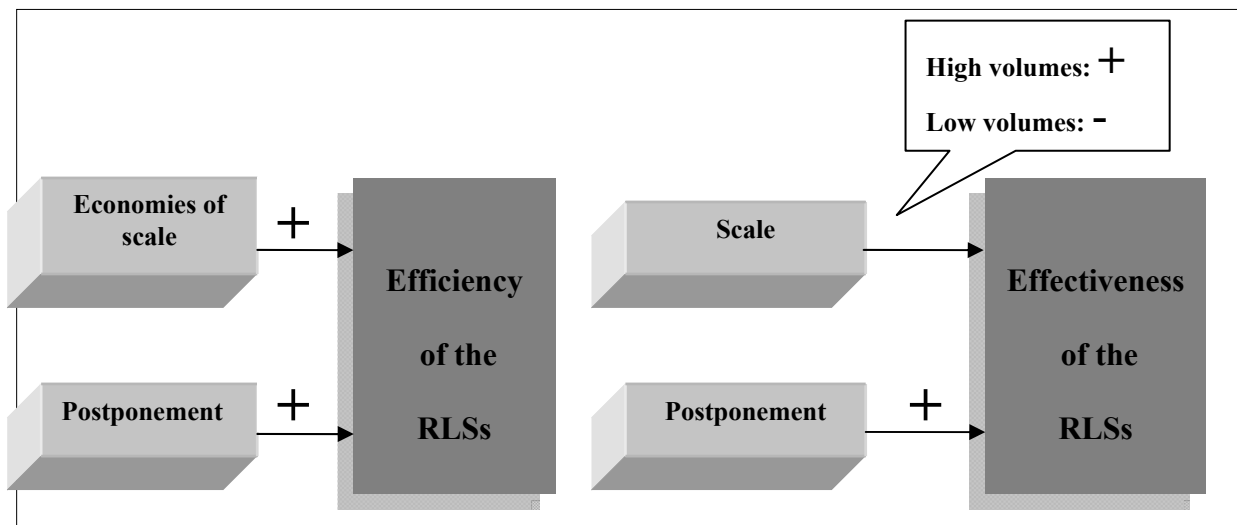 High volumes: +
Low volumes: -
Economies of
scale
+
Efficiency
of the
RLSs
Postponement
+
Scale
Effectiveness
of the
RLSs
Postponement
+